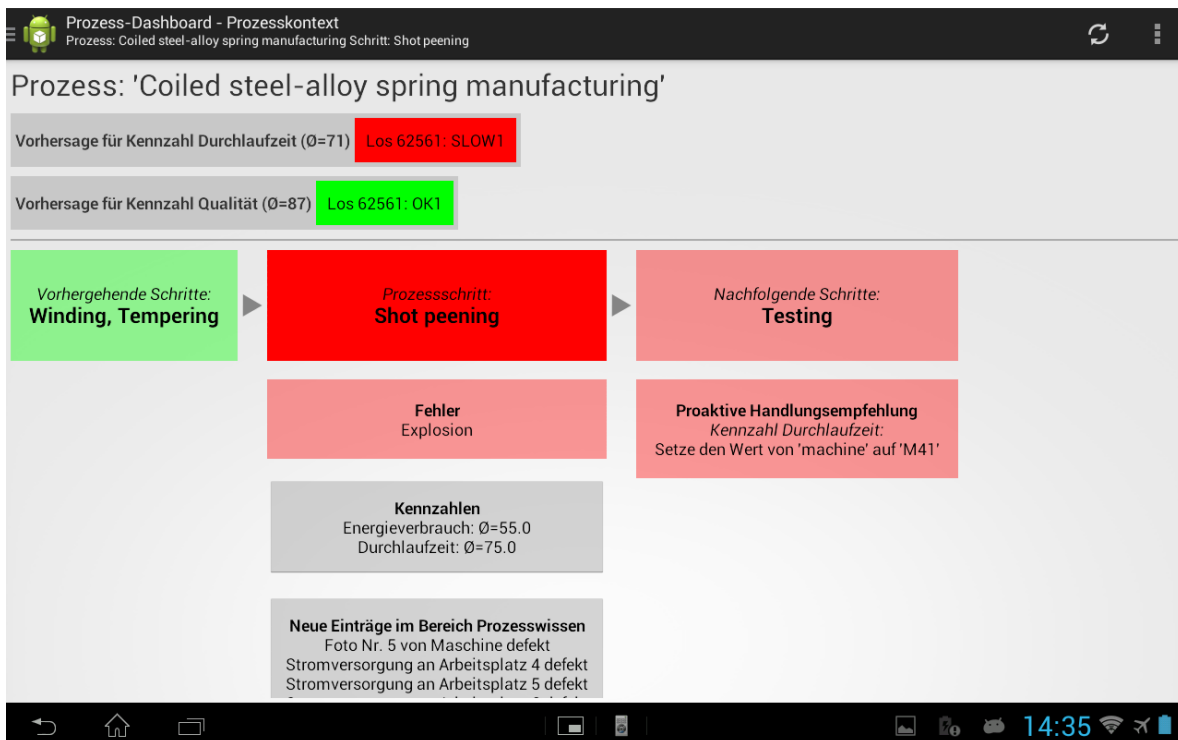 Prozess-Dashboard - Prozesskontext
Prozess: Coiled steel-alloy spring manufacturing Schritt: Shot peening
Prozess: 'Coiled steel-alloy spring manufacturing'
Vorhersage für Kennzahl Durchlaufzeit (Ø=71) Los 62561: SLOW1
Vorhersage für Kennzahl Qualität (Ø=87) Los 62561: OK1
Vorhergehende Schritte:
Winding, Tempering
Prozessschritt:
Shot peening
Nachfolgende Schritte:
Testing
Fehler
Explosion
Proaktive Handlungsempfehlung
Kennzahl Durchlaufzeit:
Setze den Wert von 'machine' auf 'M41'
Kennzahlen
Energieverbrauch: Ø=55.0
Durchlaufzeit: Ø=75.0
Neue Einträge im Bereich Prozesswissen
Foto Nr. 5 von Maschine defekt
Stromversorgung an Arbeitsplatz 4 defekt
Stromversorgung an Arbeitsplatz 5 defekt
14:35